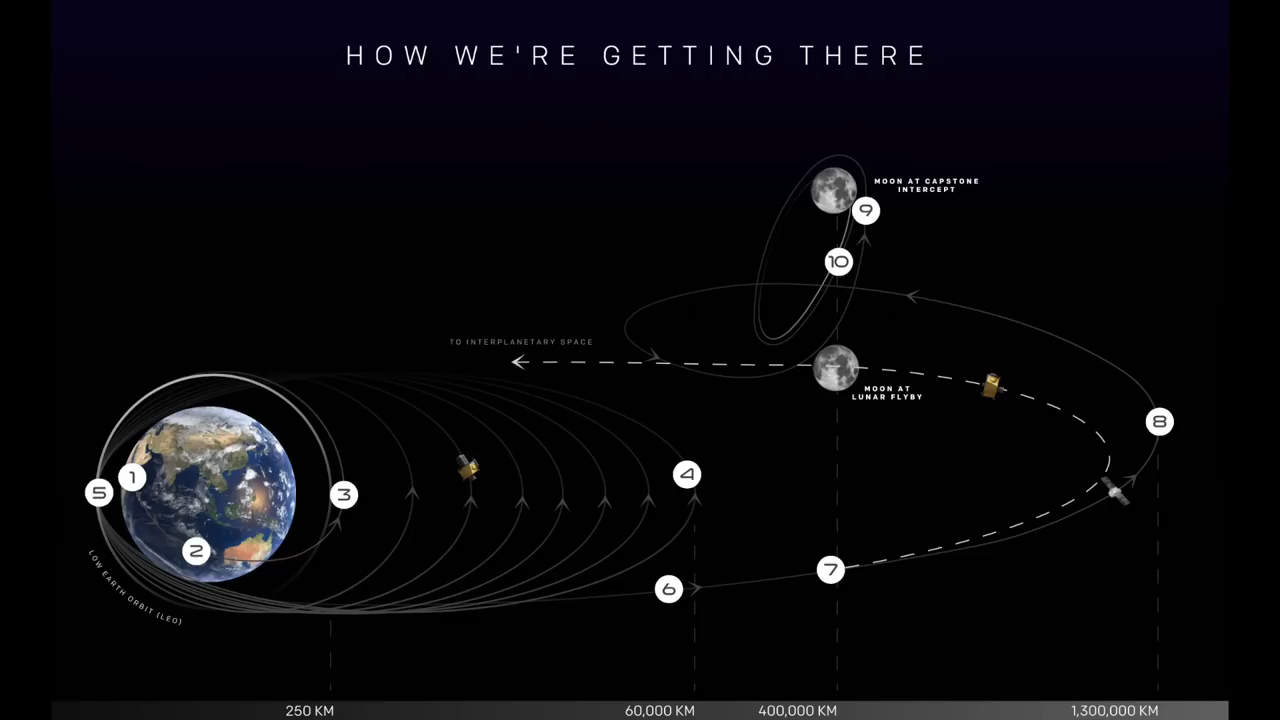 HOW WE'RE GETTING THERE
MOON AT CAPSTONE
INTERCEPT
9
10
TO INTERPLANETARY SPACE
MOON AT
LUNAR FLYBY
8
1
5
3
4
2
7
6
LOW EARTH ORBIT (LEO)
250 KM
60,000 KM
400,000 KM
1,300,000 KM